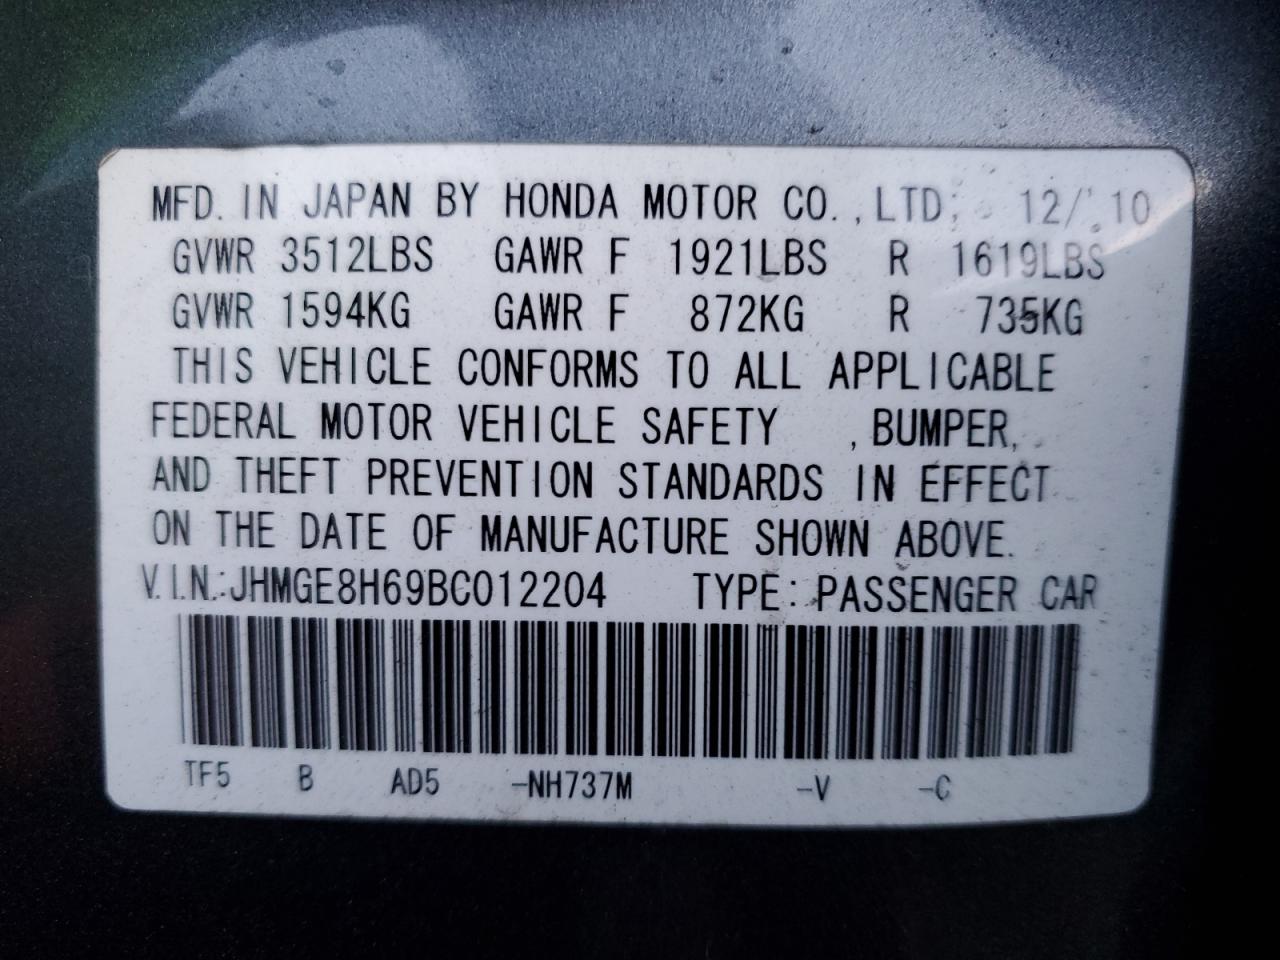 MFD. IN JAPAN BY HONDA MOTOR CO., LTD. 12/10
GVWR 3512LBS GAWR F 1921LBS R 1619LBS
GVWR 1594KG GAWR F 872KG R 735KG
THIS VEHICLE CONFORMS TO ALL APPLICABLE
FEDERAL MOTOR VEHICLE SAFETY , BUMPER,
AND THEFT PREVENTION STANDARDS IN EFFECT
ON THE DATE OF MANUFACTURE SHOWN ABOVE.
V.I.N.:JHMGE8H69BC012204 TYPE: PASSENGER CAR
TF5 B AD5 -NH737M -V -C